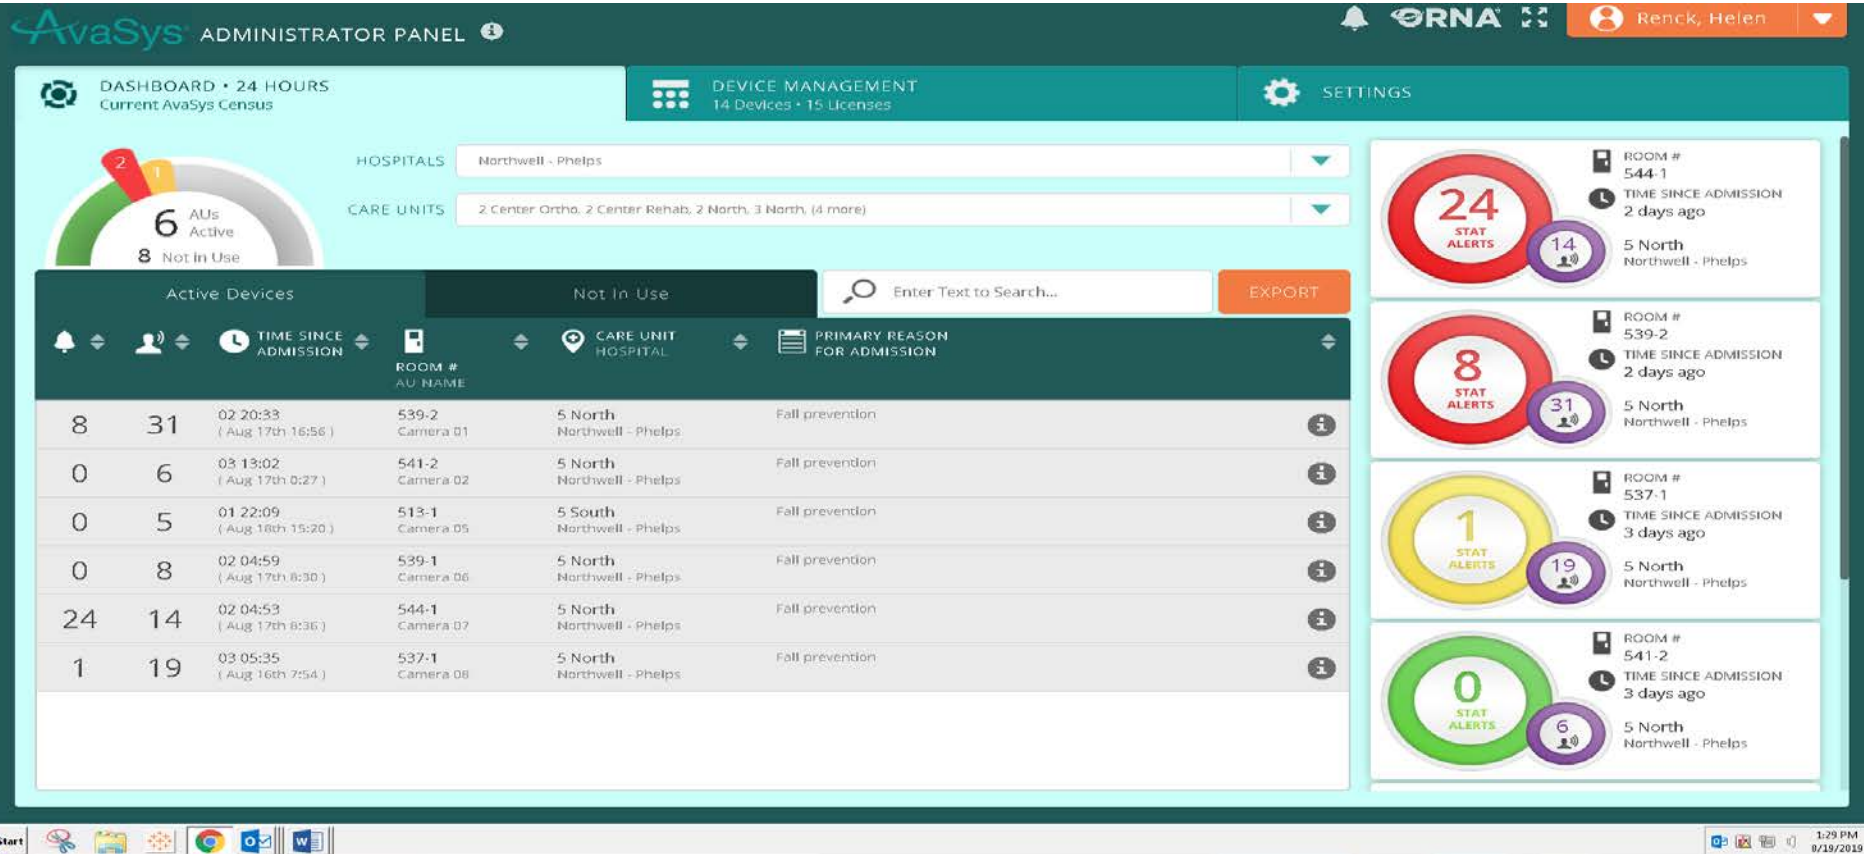 AvaSys ADMINISTRATOR PANEL
ORNA
Renck, Helen
DASHBOARD • 24 HOURS
Current AvaSys Census
DEVICE MANAGEMENT
14 Devices • 15 Licenses
SETTINGS
2
1
6 AUs Active
8 Not in Use
HOSPITALS Northwell - Phelps
CARE UNITS 2 Center Ortho, 2 Center Rehab, 2 North, 3 North, (4 more)
Active Devices
Not In Use
Enter Text to Search...
EXPORT
TIME SINCE ADMISSION
ROOM #
AU NAME
CARE UNIT
HOSPITAL
PRIMARY REASON FOR ADMISSION
8 31 02 20:33 539-2 5 North Fall prevention
( Aug 17th 16:56 ) Camera 01 Northwell - Phelps
0 6 03 13:02 541-2 5 North Fall prevention
( Aug 17th 0:27 ) Camera 02 Northwell - Phelps
0 5 01 22:09 513-1 5 South Fall prevention
( Aug 18th 15:20 ) Camera 05 Northwell - Phelps
0 8 02 04:59 539-1 5 North Fall prevention
( Aug 17th 8:30 ) Camera 06 Northwell - Phelps
24 14 02 04:53 544-1 5 North Fall prevention
( Aug 17th 8:36 ) Camera 07 Northwell - Phelps
1 19 03 05:35 537-1 5 North Fall prevention
( Aug 16th 7:54 ) Camera 08 Northwell - Phelps
24
STAT
ALERTS
14
ROOM #
544-1
TIME SINCE ADMISSION
2 days ago
5 North
Northwell - Phelps
8
STAT
ALERTS
31
ROOM #
539-2
TIME SINCE ADMISSION
2 days ago
5 North
Northwell - Phelps
1
STAT
ALERTS
19
ROOM #
537-1
TIME SINCE ADMISSION
3 days ago
5 North
Northwell - Phelps
0
STAT
ALERTS
6
ROOM #
541-2
TIME SINCE ADMISSION
3 days ago
5 North
Northwell - Phelps
1:29 PM
8/19/2019